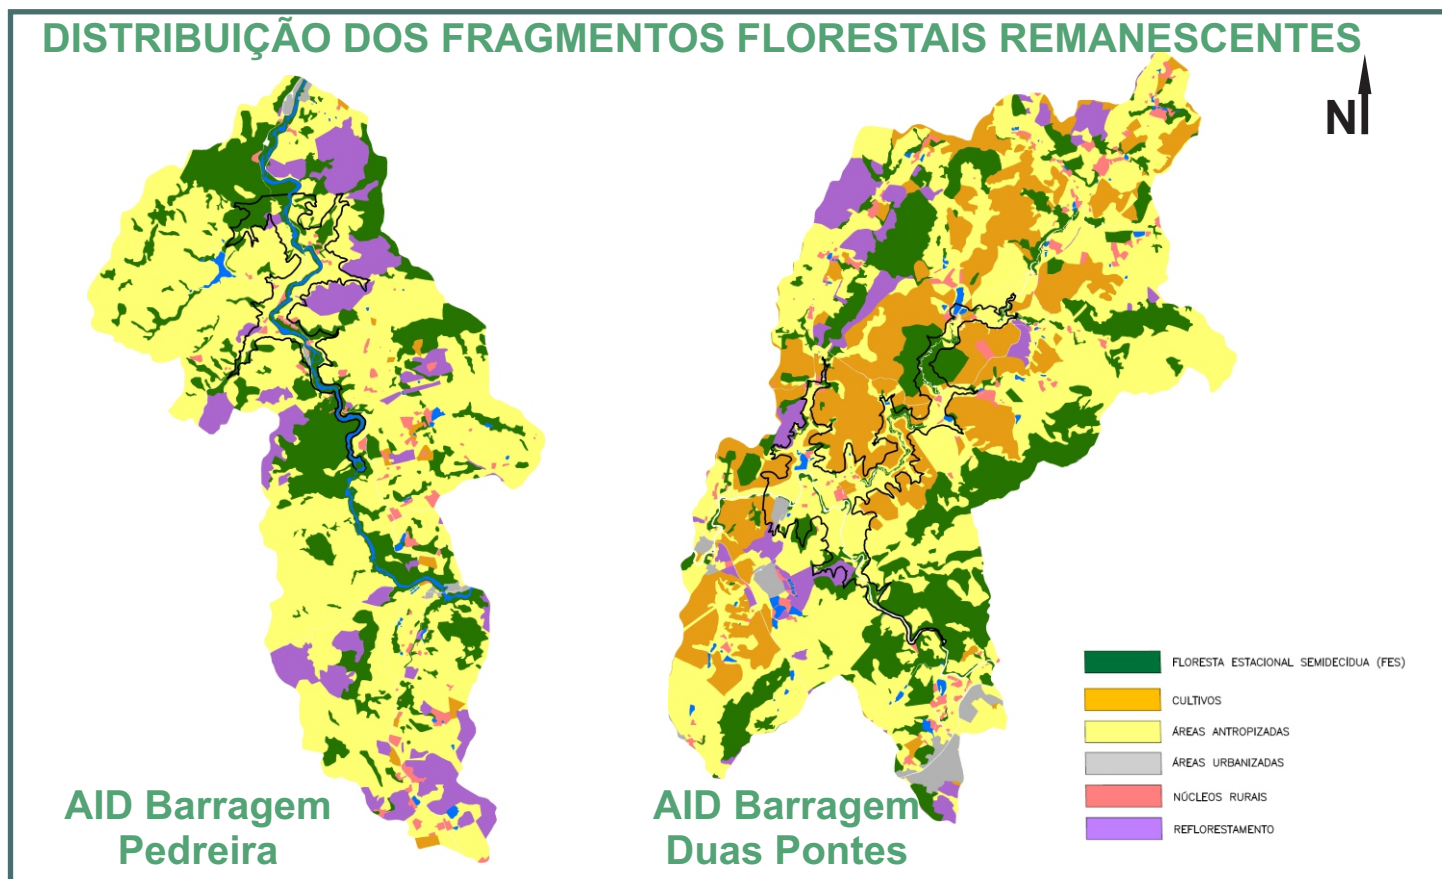 DISTRIBUIÇÃO DOS FRAGMENTOS FLORESTAIS REMANESCENTES
N
FLORESTA ESTACIONAL SEMIDECÍDUA (FES)
CULTIVOS
ÁREAS ANTROPIZADAS
ÁREAS URBANIZADAS
NÚCLEOS RURAIS
REFLORESTAMENTO
AID Barragem
Pedreira
AID Barragem
Duas Pontes